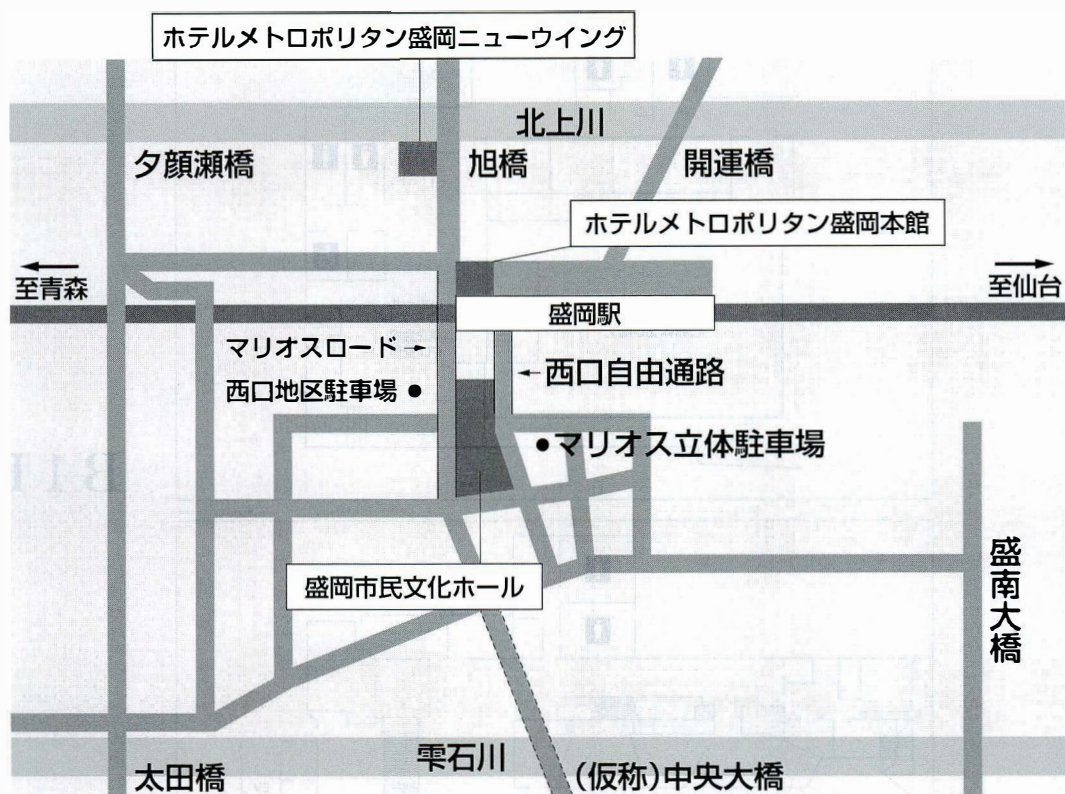 ホテルメトロポリタン盛岡ニューウイング
北上川
夕顔瀬橋
旭橋
開運橋
ホテルメトロポリタン盛岡本館
至青森
至仙台
盛岡駅
マリオスロード→
←西口自由通路
西口地区駐車場●
●マリオス立体駐車場
盛南大橋
盛岡市民文化ホール
雫石川
太田橋
(仮称)中央大橋